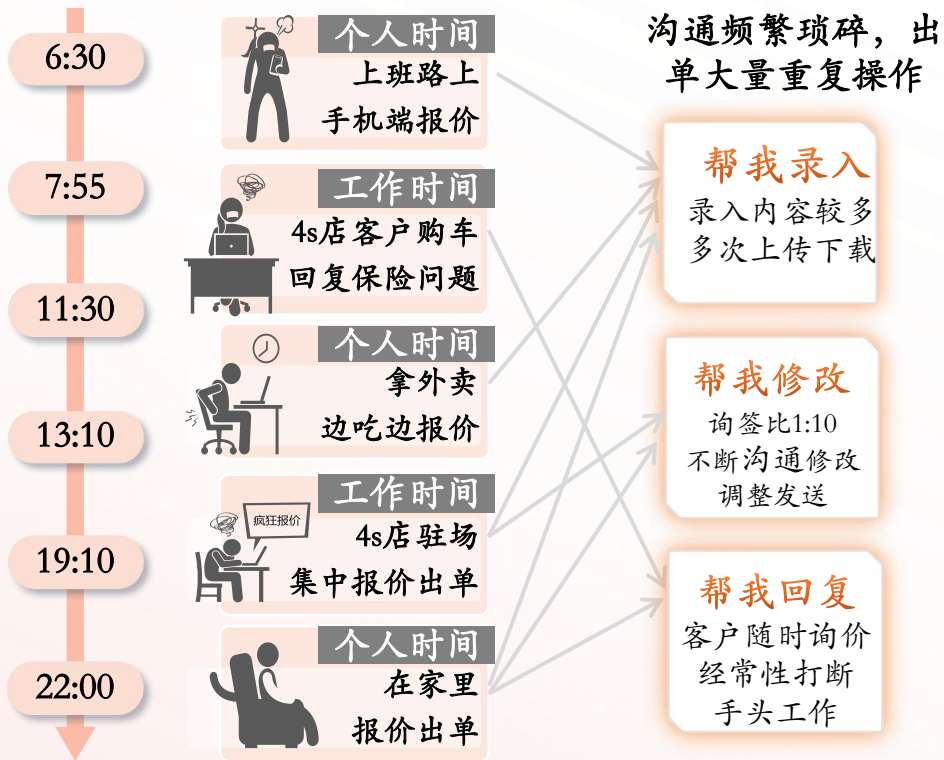 6:30
7:55
11:30
13:10
19:10
22:00
个人时间
上班路上
手机端报价
工作时间
4s店客户购车
回复保险问题
个人时间
拿外卖
边吃边报价
工作时间
疯狂报价
4s店驻场
集中报价出单
个人时间
在家里
报价出单
沟通频繁琐碎，出
单大量重复操作
帮我录入
录入内容较多
多次上传下载
帮我修改
询签比1:10
不断沟通修改
调整发送
帮我回复
客户随时询价
经常性打断
手头工作